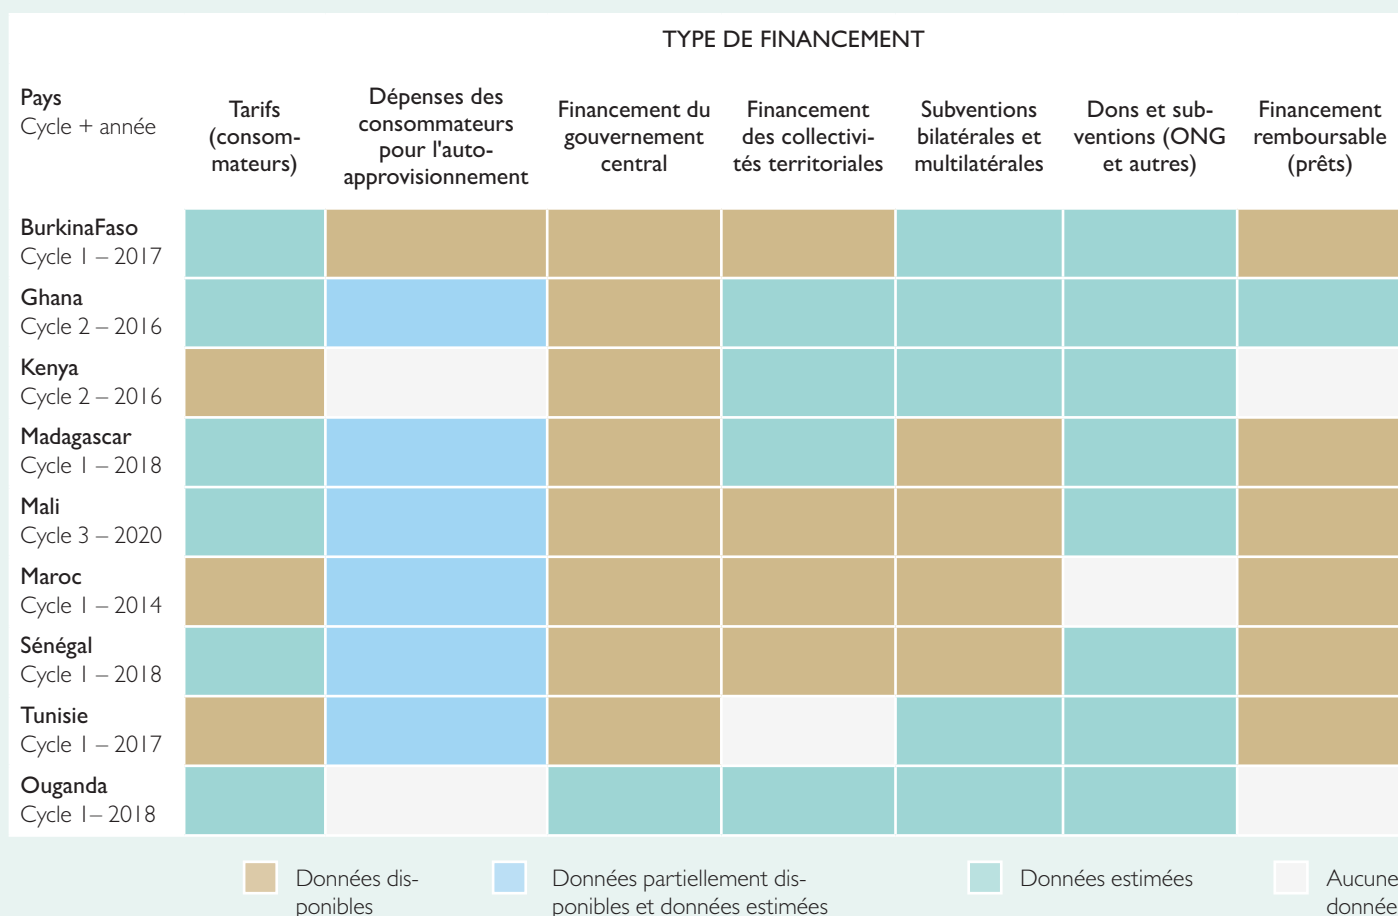 TYPE DE FINANCEMENT
Pays
Cycle + année
Tarifs
(consom-
mateurs)
Dépenses des
consommateurs
pour l'auto-
approvisionnement
Financement du
gouvernement
central
Financement
des collectivi-
tés territoriales
Subventions
bilatérales et
multilatérales
Dons et sub-
ventions (ONG
et autres)
Financement
remboursable
(prêts)
BurkinaFaso
Cycle 1 – 2017
Ghana
Cycle 2 – 2016
Kenya
Cycle 2 – 2016
Madagascar
Cycle 1 – 2018
Mali
Cycle 3 – 2020
Maroc
Cycle 1 – 2014
Sénégal
Cycle 1 – 2018
Tunisie
Cycle 1 – 2017
Ouganda
Cycle 1– 2018
Données dis-
ponibles
Données partiellement dis-
ponibles et données estimées
Données estimées
Aucune
donnée